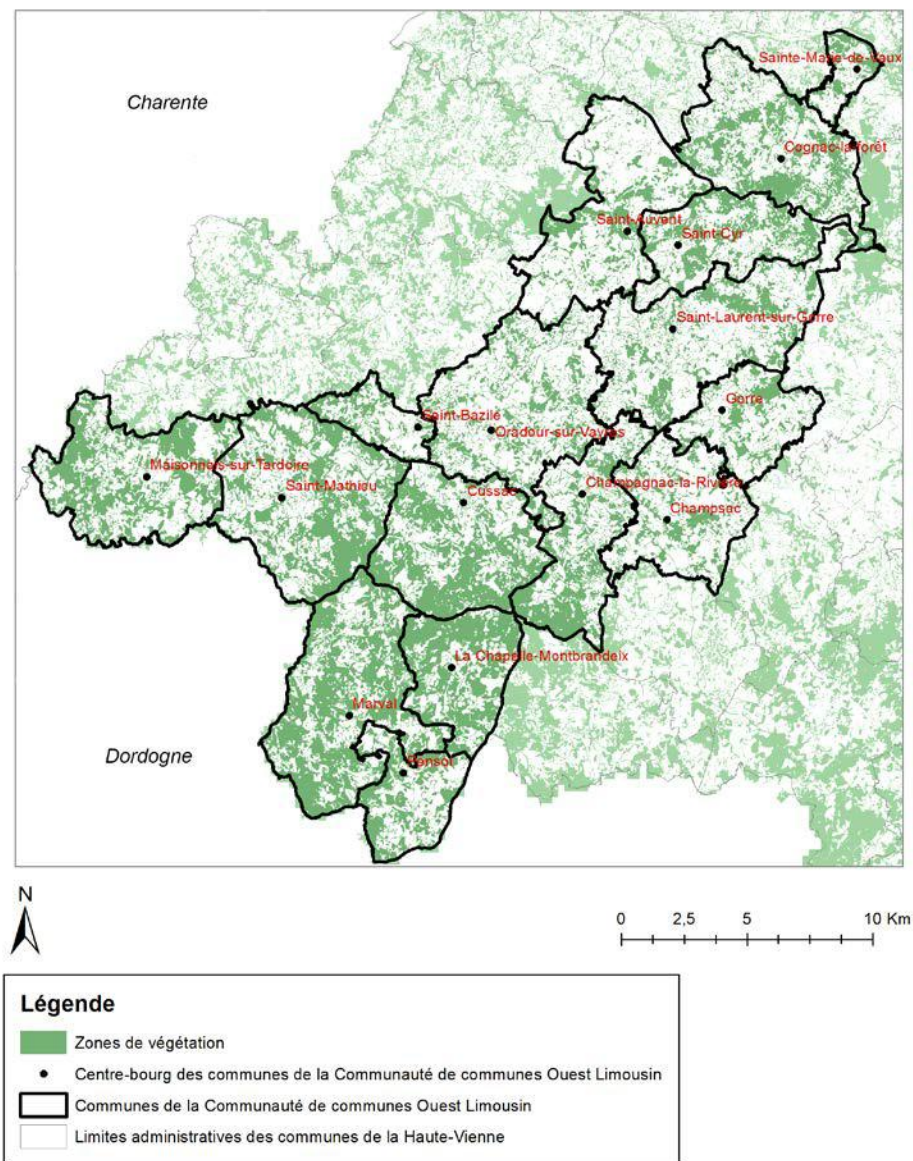 Sainte-Marie-de-Vaux
Charente
Cognac-la-forêt
Saint-Auvent
Saint-Cyr
Saint-Laurent-sur-Gorre
Gorre
Saint-Bazile
Oradour-sur-Vayres
Maisonnais-sur-Tardoire
Saint-Mathieu
Cussac
Champagnac-la-Rivière
Champsac
La Chapelle-Montbrandeix
Marval
Dordogne
Pensol
N
0 2,5 5 10 Km
Légende
Zones de végétation
Centre-bourg des communes de la Communauté de communes Ouest Limousin
Communes de la Communauté de communes Ouest Limousin
Limites administratives des communes de la Haute-Vienne